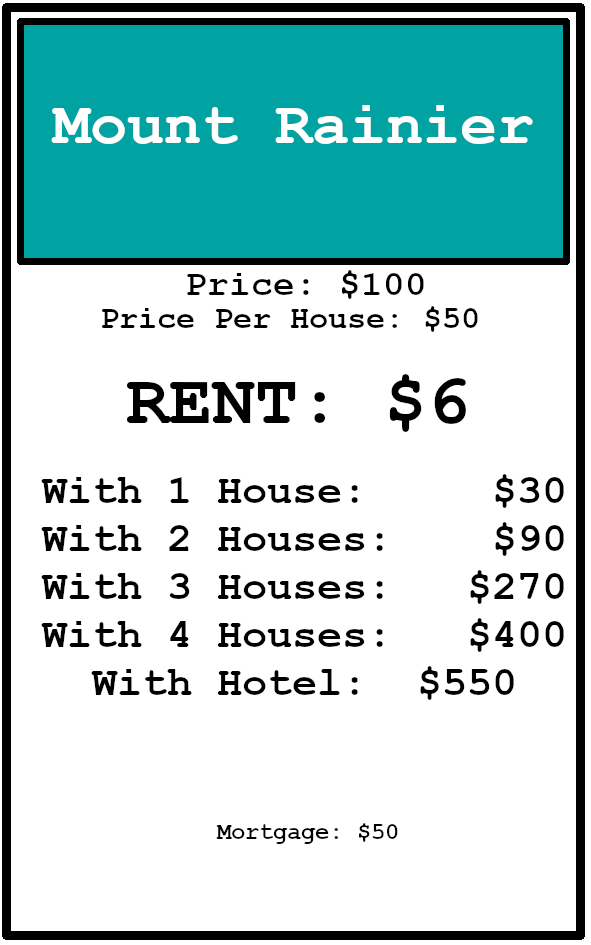 Mount Rainier
Price: $100
Price Per House: $50
RENT: $6
With 1 House: $30
With 2 Houses: $90
With 3 Houses: $270
With 4 Houses: $400
With Hotel: $550
Mortgage: $50